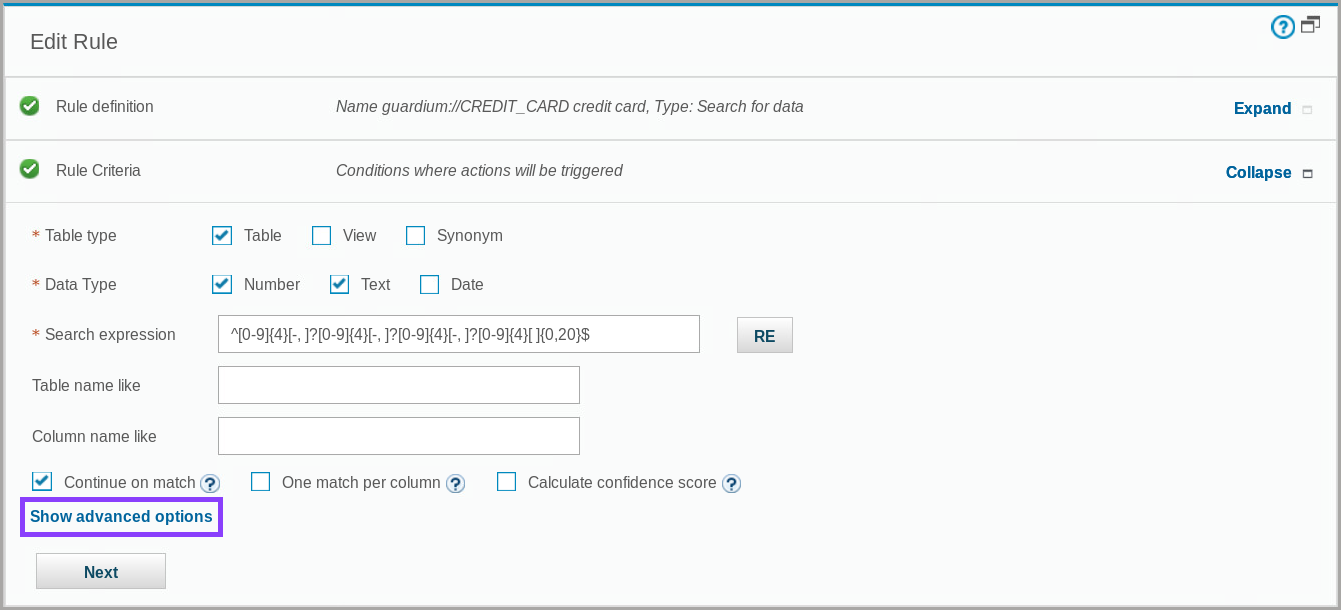 Edit Rule
Rule definition Name guardium://CREDIT_CARD credit card, Type: Search for data Expand
Rule Criteria Conditions where actions will be triggered Collapse
* Table type Table View Synonym
* Data Type Number Text Date
* Search expression ^[0-9]{4}[-, ]?[0-9]{4}[-, ]?[0-9]{4}[-, ]?[0-9]{4}[ ]{0,20}$ RE
Table name like
Column name like
Continue on match ? One match per column ? Calculate confidence score ?
Show advanced options
Next